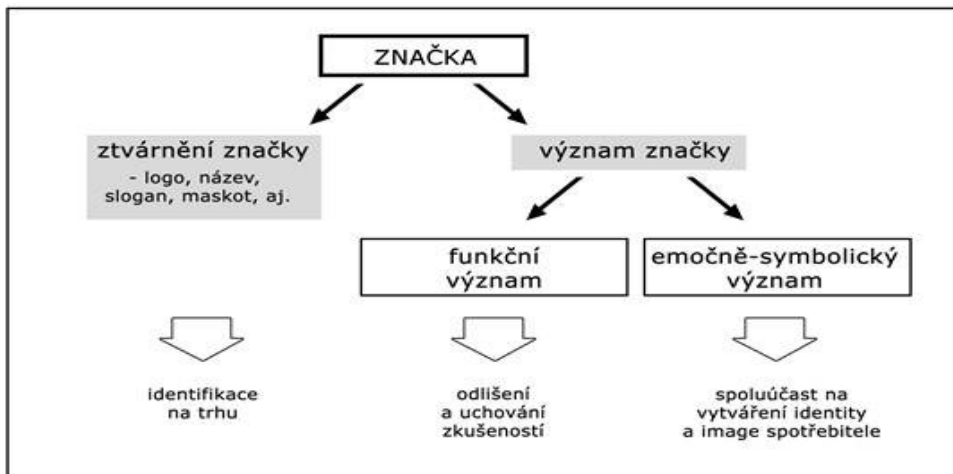 ZNAČKA
ztvárnění značky
- logo, název,
slogan, maskot, aj.
význam značky
funkční
význam
emočně-symbolický
význam
identifikace
na trhu
odlišení
a uchování
zkušeností
spoluúčast na
vytváření identity
a image spotřebitele